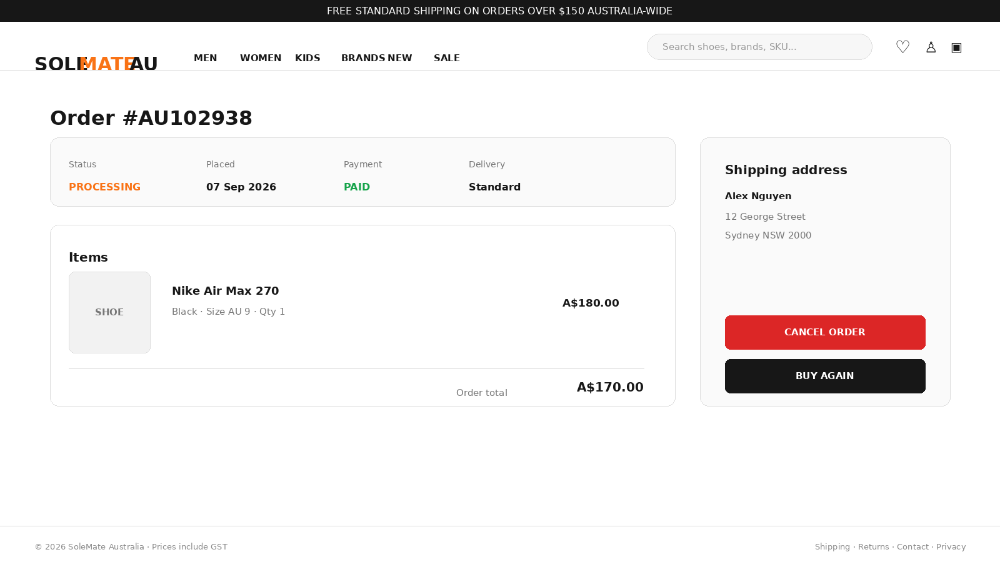 FREE STANDARD SHIPPING ON ORDERS OVER $150 AUSTRALIA-WIDE
SOLEMATEAU
MEN WOMEN KIDS BRANDS NEW SALE
Search shoes, brands, SKU...
Order #AU102938
Status Placed Payment Delivery
PROCESSING 07 Sep 2026 PAID Standard
Items
SHOE
Nike Air Max 270
Black · Size AU 9 · Qty 1
A$180.00
Order total A$170.00
Shipping address
Alex Nguyen
12 George Street
Sydney NSW 2000
CANCEL ORDER
BUY AGAIN
© 2026 SoleMate Australia · Prices include GST
Shipping · Returns · Contact · Privacy